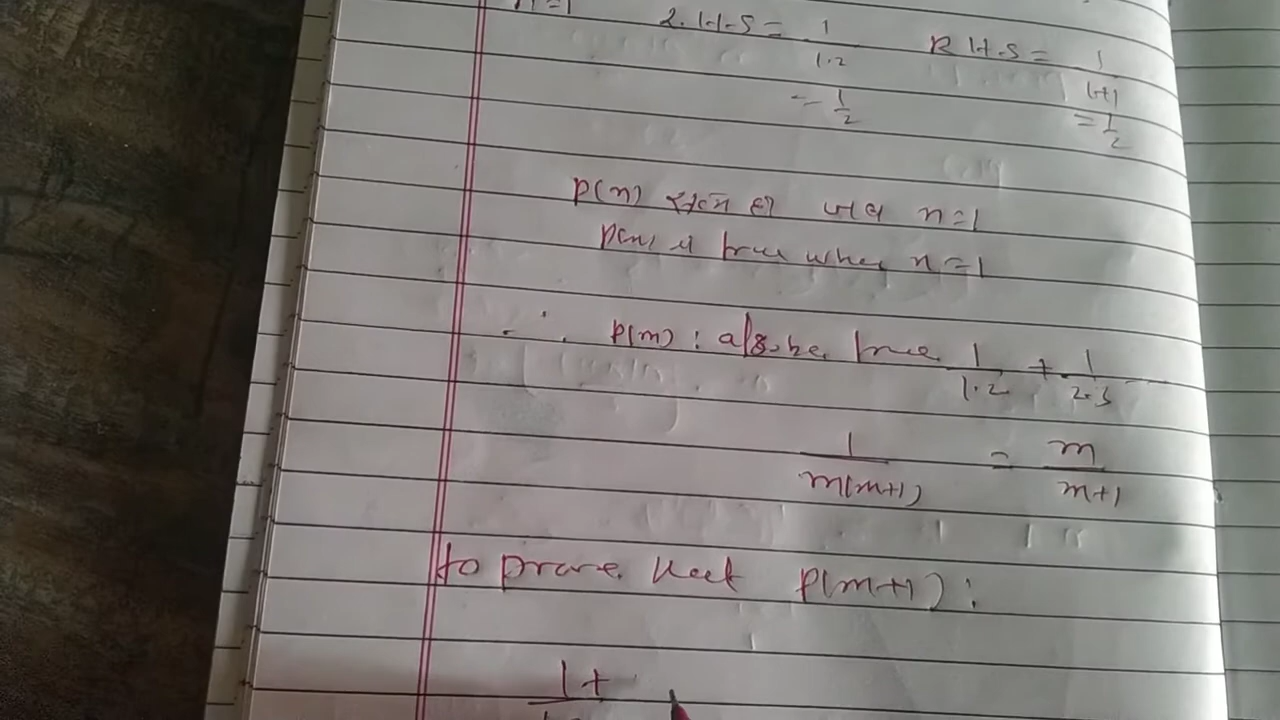 n=1 L.H.S = 1/1.2 R.H.S = 1/1+1
= 1/2 = 1/2
P(n) सत्य है जब n=1
P(n) is true when n=1
∴ P(m) : also be true 1/1.2 + 1/2.3
1/m(m+1) = m/m+1
to prove that P(m+1) :
1+